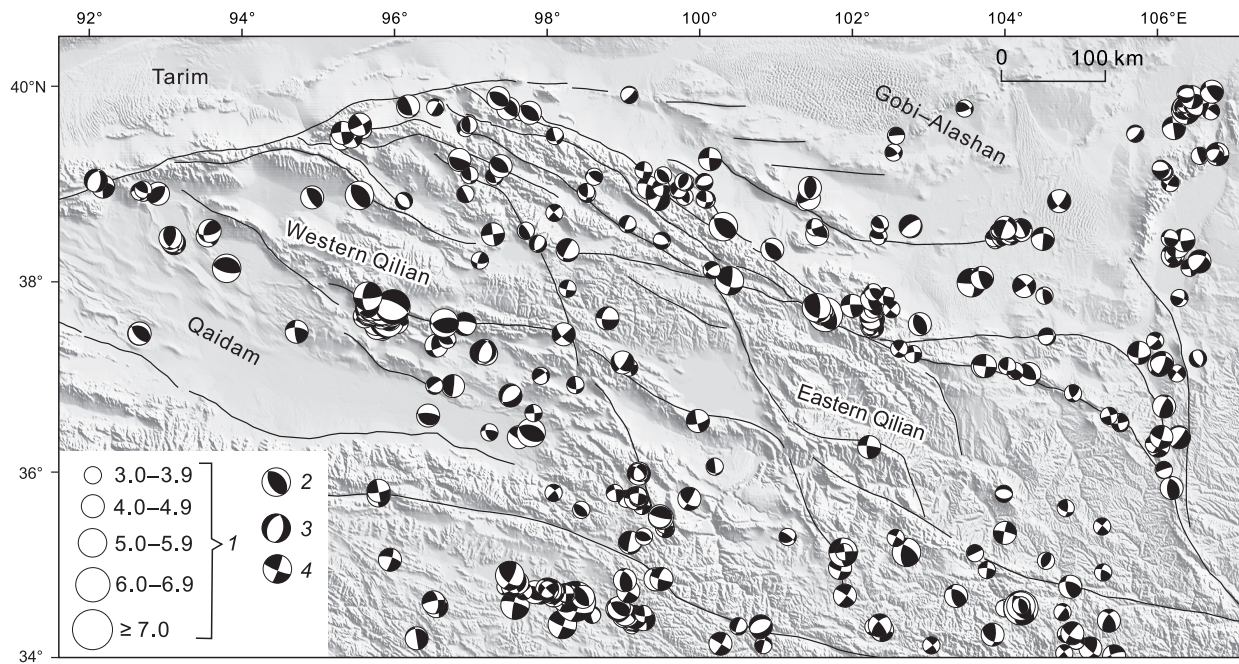 92° 94° 96° 98° 100° 102° 104° 106°E
0 100 km
40°N
Tarim
Gobi–Alashan
38°
Western Qilian
Qaidam
Eastern Qilian
36°
3.0–3.9
4.0–4.9
5.0–5.9
6.0–6.9
≥ 7.0
1
2
3
4
34°